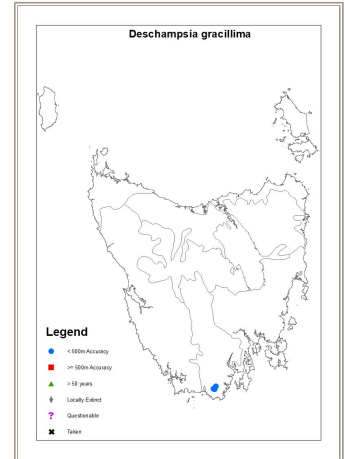 Deschampsia gracillima
Legend
< 500m Accuracy
>= 500m Accuracy
> 50 years
Locally Extinct
? Questionable
Taken